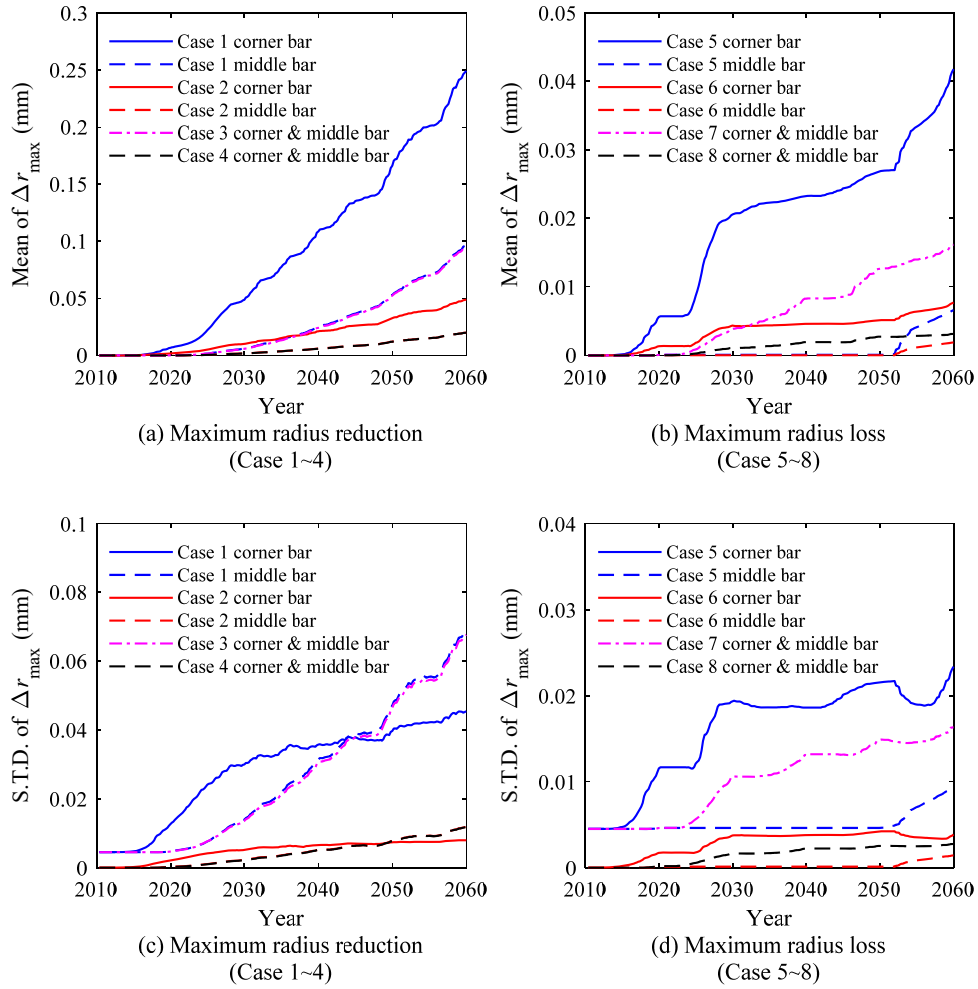 0.3
0.25
0.2
0.15
0.1
0.05
0
Mean of Δr_max (mm)
Case 1 corner bar
Case 1 middle bar
Case 2 corner bar
Case 2 middle bar
Case 3 corner & middle bar
Case 4 corner & middle bar
2010 2020 2030 2040 2050 2060
Year
(a) Maximum radius reduction
(Case 1~4)
0.05
0.04
0.03
0.02
0.01
0
Mean of Δr_max (mm)
Case 5 corner bar
Case 5 middle bar
Case 6 corner bar
Case 6 middle bar
Case 7 corner & middle bar
Case 8 corner & middle bar
2010 2020 2030 2040 2050 2060
Year
(b) Maximum radius loss
(Case 5~8)
0.1
0.08
0.06
0.04
0.02
0
S.T.D. of Δr_max (mm)
Case 1 corner bar
Case 1 middle bar
Case 2 corner bar
Case 2 middle bar
Case 3 corner & middle bar
Case 4 corner & middle bar
2010 2020 2030 2040 2050 2060
Year
(c) Maximum radius reduction
(Case 1~4)
0.04
0.03
0.02
0.01
0
S.T.D. of Δr_max (mm)
Case 5 corner bar
Case 5 middle bar
Case 6 corner bar
Case 6 middle bar
Case 7 corner & middle bar
Case 8 corner & middle bar
2010 2020 2030 2040 2050 2060
Year
(d) Maximum radius loss
(Case 5~8)